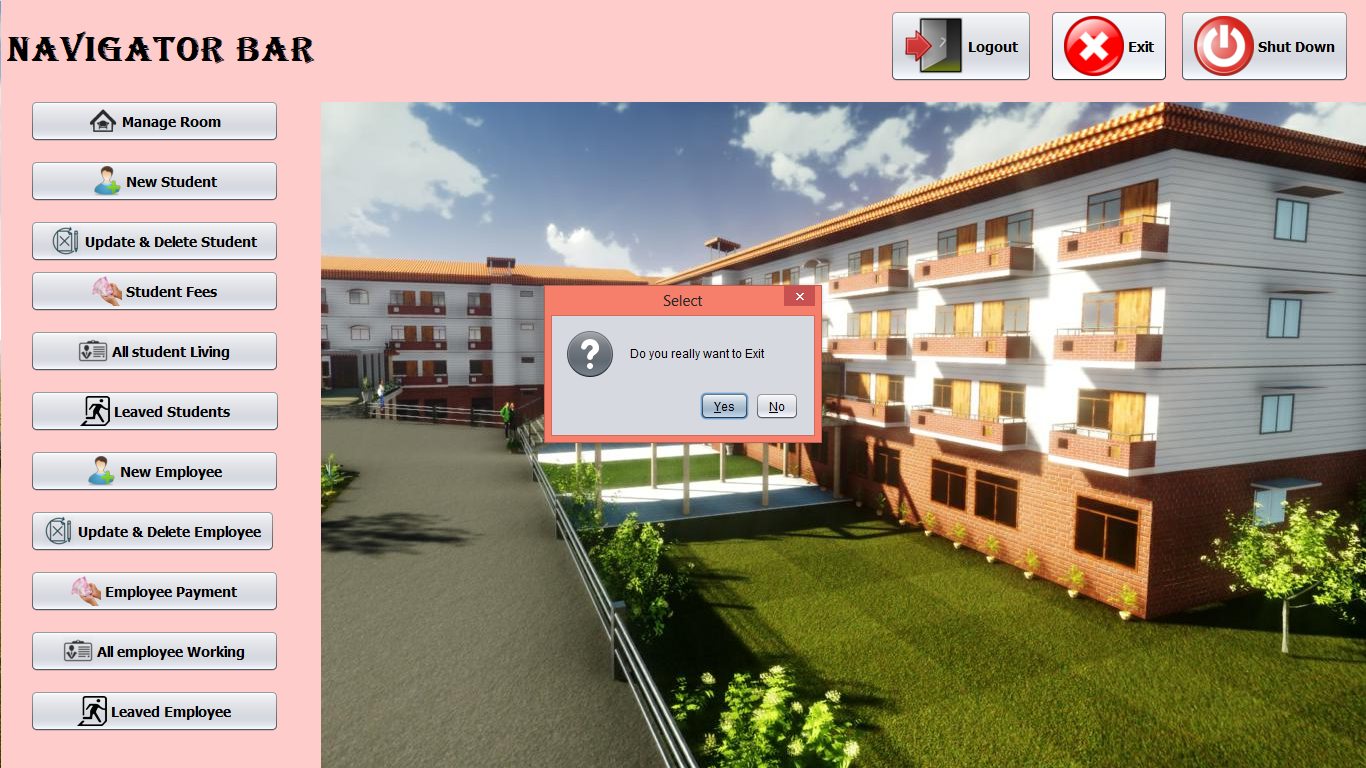 NAVIGATOR BAR
Logout
Exit
Shut Down
Manage Room
New Student
Update & Delete Student
Student Fees
All student Living
Leaved Students
New Employee
Update & Delete Employee
Employee Payment
All employee Working
Leaved Employee
Select
Do you really want to Exit
Yes
No